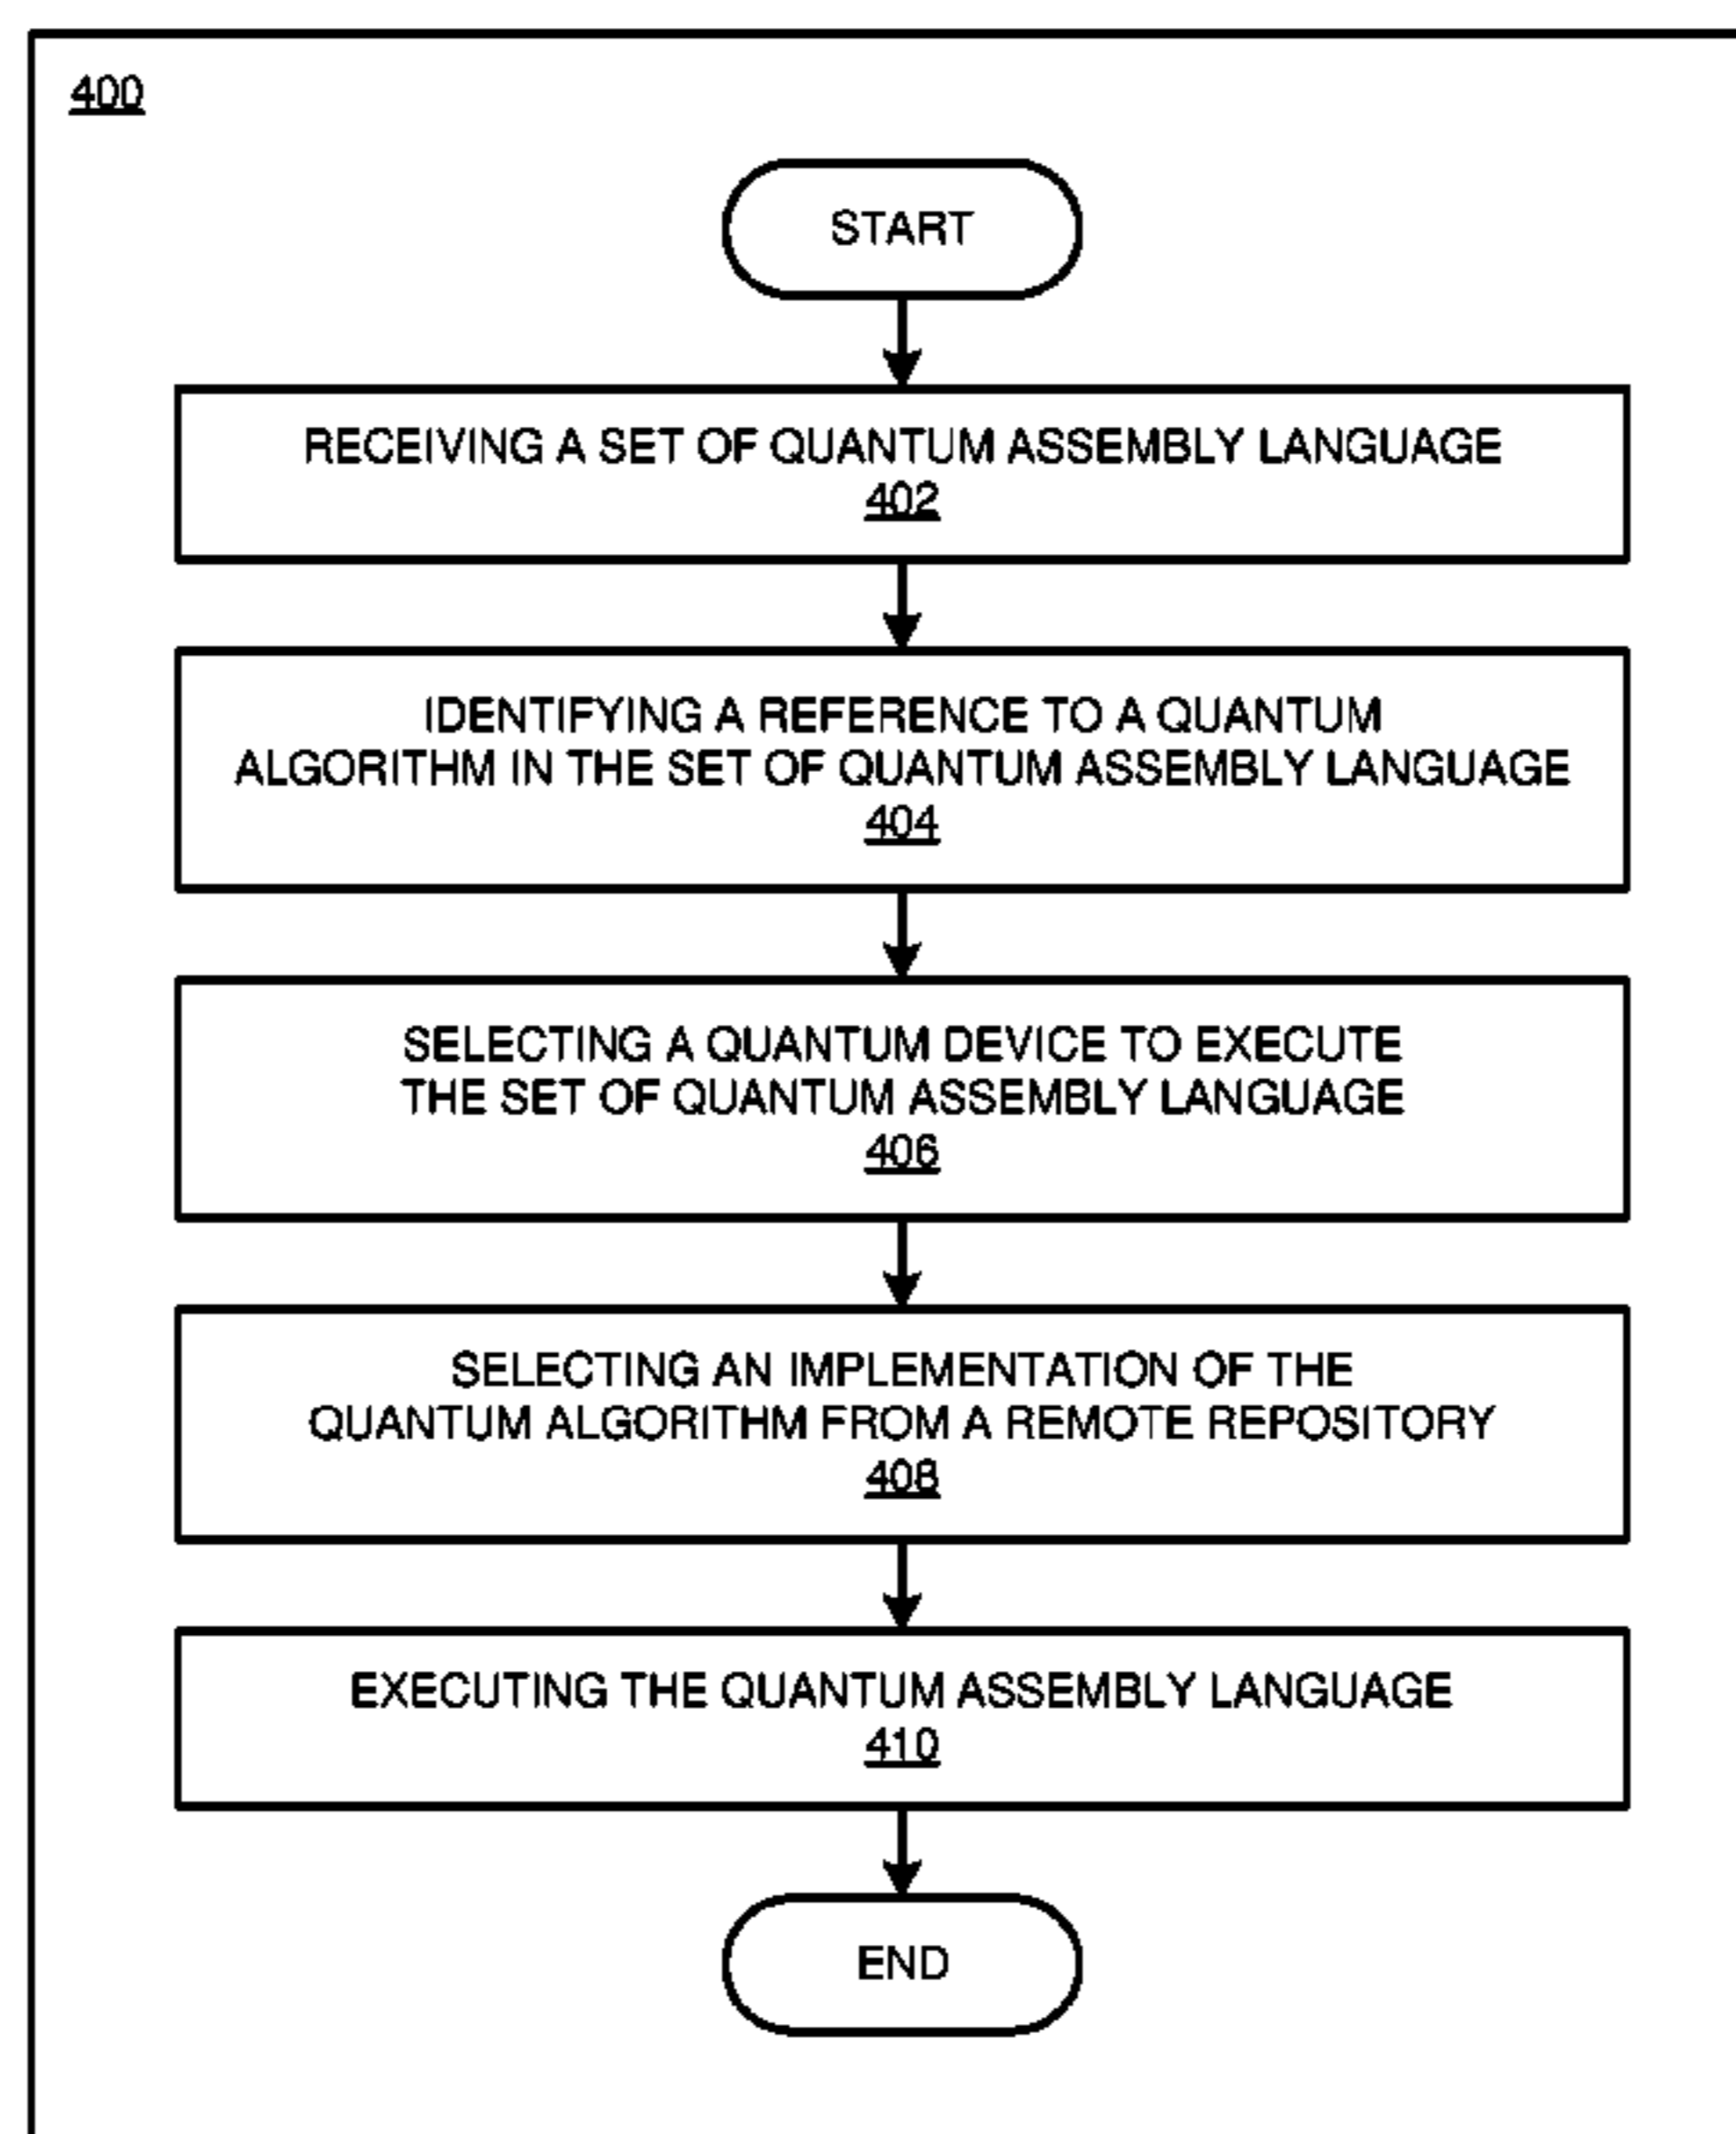 400
START
RECEIVING A SET OF QUANTUM ASSEMBLY LANGUAGE
402
IDENTIFYING A REFERENCE TO A QUANTUM
ALGORITHM IN THE SET OF QUANTUM ASSEMBLY LANGUAGE
404
SELECTING A QUANTUM DEVICE TO EXECUTE
THE SET OF QUANTUM ASSEMBLY LANGUAGE
406
SELECTING AN IMPLEMENTATION OF THE
QUANTUM ALGORITHM FROM A REMOTE REPOSITORY
408
EXECUTING THE QUANTUM ASSEMBLY LANGUAGE
410
END